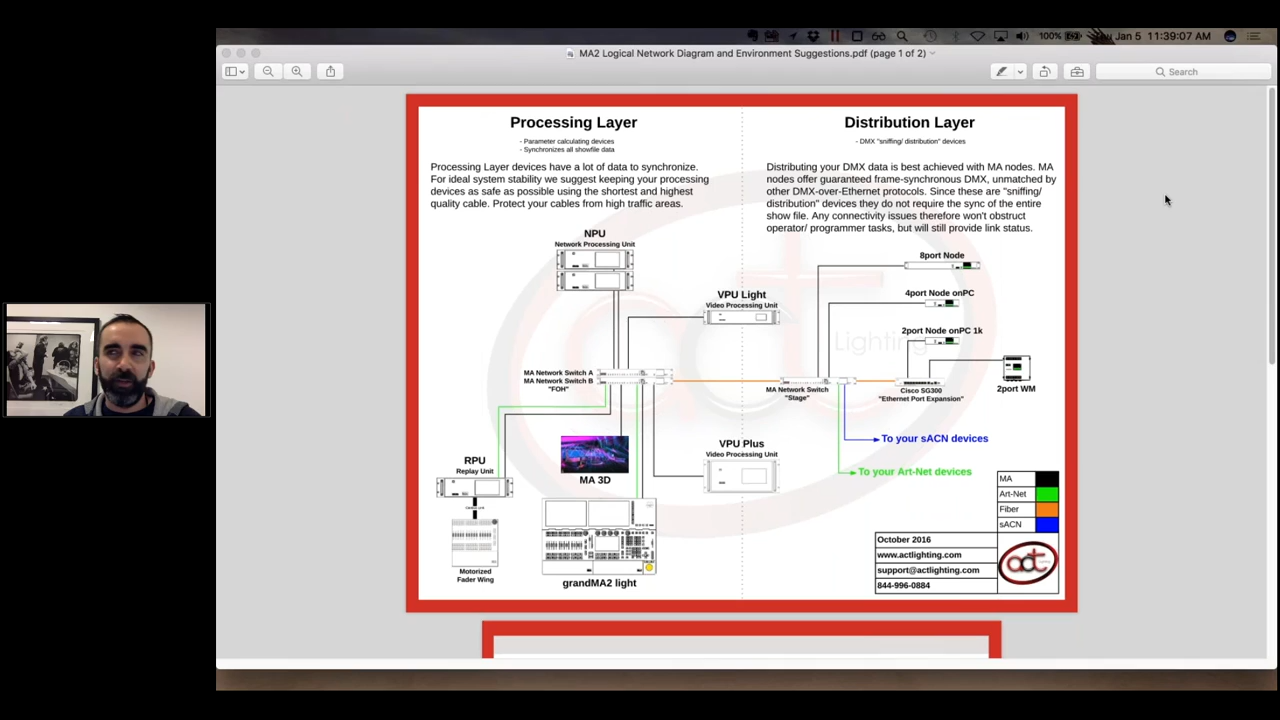 100%
Thu Jan 5 11:39:07 AM
MA2 Logical Network Diagram and Environment Suggestions.pdf (page 1 of 2)
Search
Processing Layer
- Parameter calculating devices
- Synchronizes all showfile data
Processing Layer devices have a lot of data to synchronize.
For ideal system stability we suggest keeping your processing
devices as safe as possible using the shortest and highest
quality cable. Protect your cables from high traffic areas.
Distribution Layer
- DMX "sniffing/ distribution" devices
Distributing your DMX data is best achieved with MA nodes. MA
nodes offer guaranteed frame-synchronous DMX, unmatched by
other DMX-over-Ethernet protocols. Since these are "sniffing/
distribution" devices they do not require the sync of the entire
show file. Any connectivity issues therefore won't obstruct
operator/ programmer tasks, but will still provide link status.
NPU
Network Processing Unit
VPU Light
Video Processing Unit
8port Node
4port Node onPC
2port Node onPC 1k
Lighting
MA Network Switch A
MA Network Switch B
"FOH"
MA Network Switch
"Stage"
Cisco SG300
"Ethernet Port Expansion"
2port WM
To your sACN devices
To your Art-Net devices
VPU Plus
Video Processing Unit
RPU
Replay Unit
MA 3D
Motorized
Fader Wing
grandMA2 light
MA
Art-Net
Fiber
sACN
October 2016
www.actlighting.com
support@actlighting.com
844-996-0884
act